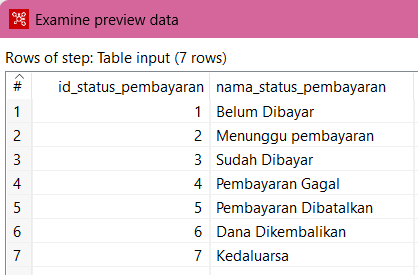 Examine preview data
Rows of step: Table input (7 rows)
# id_status_pembayaran nama_status_pembayaran
1 1 Belum Dibayar
2 2 Menunggu pembayaran
3 3 Sudah Dibayar
4 4 Pembayaran Gagal
5 5 Pembayaran Dibatalkan
6 6 Dana Dikembalikan
7 7 Kedaluarsa